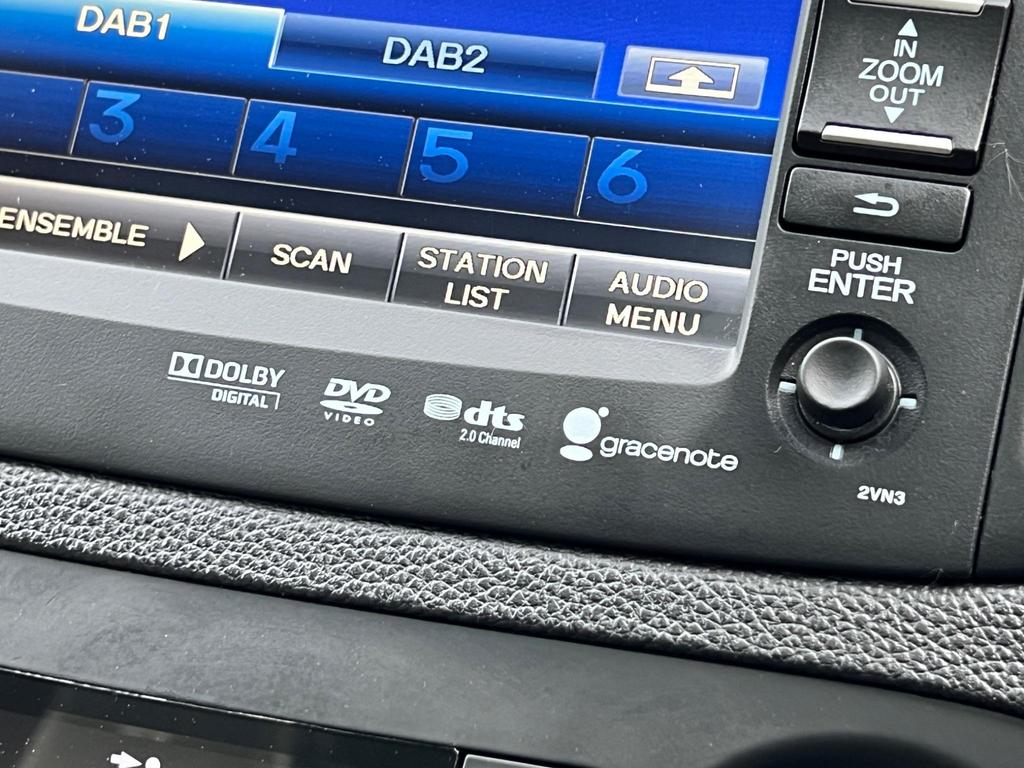 DAB1
DAB2
3
4
5
6
ENSEMBLE
SCAN
STATION
LIST
AUDIO
MENU
IN
ZOOM
OUT
PUSH
ENTER
DOLBY
DIGITAL
DVD
VIDEO
dts
2.0 Channel
gracenote
2VN3